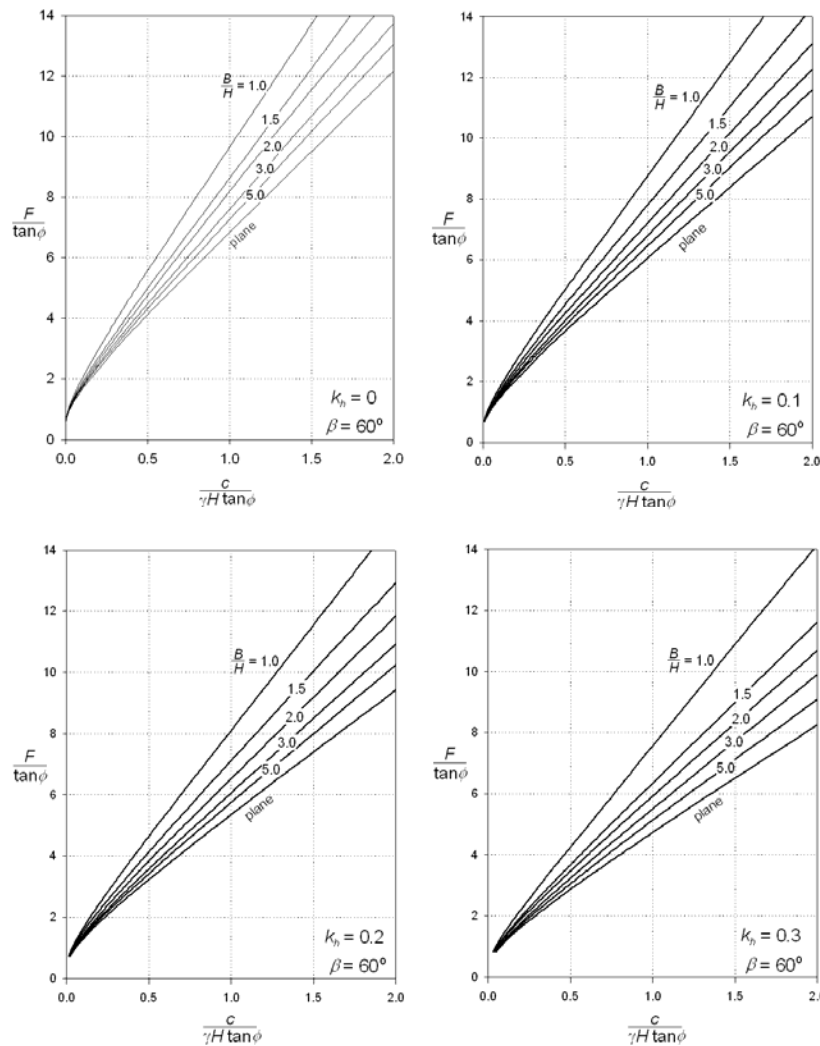 14
12
10
8
6
4
2
0
F
tanϕ
B
H = 1.0
1.5
2.0
3.0
5.0
plane
k_h = 0
β = 60°
0.0 0.5 1.0 1.5 2.0
c
γH tanϕ
14
12
10
8
6
4
2
0
F
tanϕ
B
H = 1.0
1.5
2.0
3.0
5.0
plane
k_h = 0.1
β = 60°
0.0 0.5 1.0 1.5 2.0
c
γH tanϕ
14
12
10
8
6
4
2
0
F
tanϕ
B
H = 1.0
1.5
2.0
3.0
5.0
plane
k_h = 0.2
β = 60°
0.0 0.5 1.0 1.5 2.0
c
γH tanϕ
14
12
10
8
6
4
2
0
F
tanϕ
B
H = 1.0
1.5
2.0
3.0
5.0
plane
k_h = 0.3
β = 60°
0.0 0.5 1.0 1.5 2.0
c
γH tanϕ